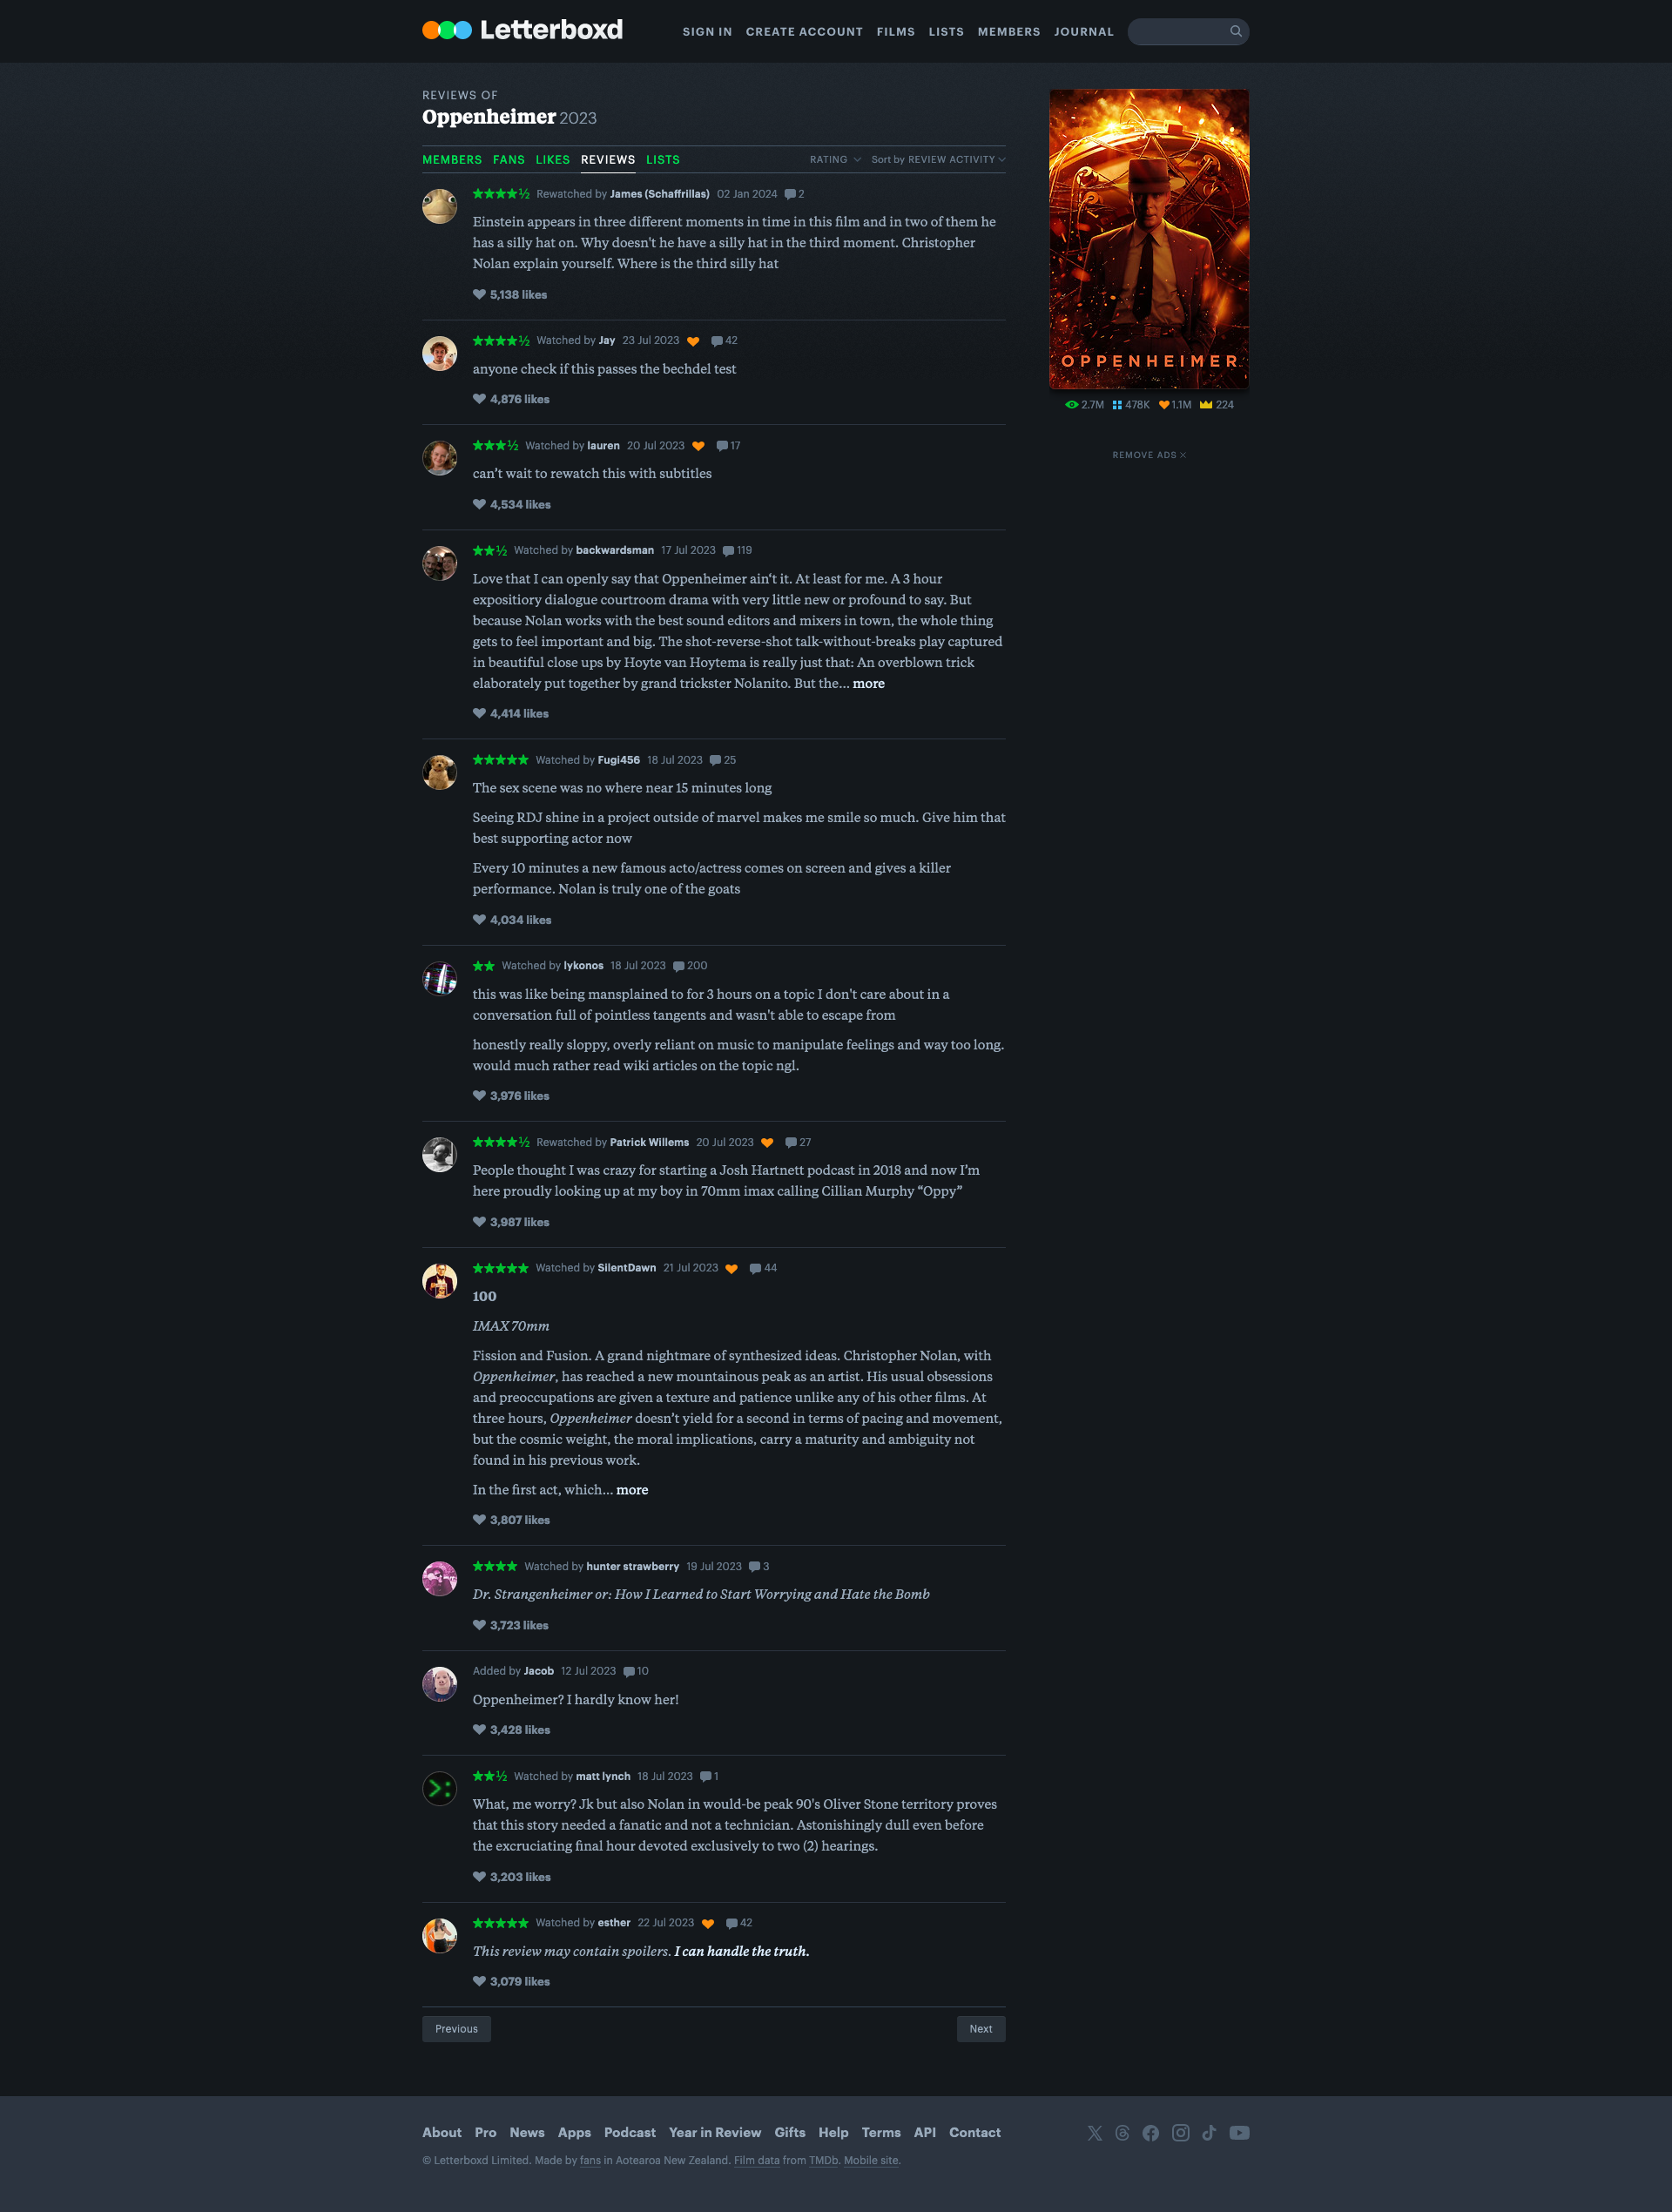 Letterboxd
SIGN IN CREATE ACCOUNT FILMS LISTS MEMBERS JOURNAL
REVIEWS OF
Oppenheimer 2023
MEMBERS FANS LIKES REVIEWS LISTS
RATING Sort by REVIEW ACTIVITY
★★★★½ Rewatched by James (Schaffrillas) 02 Jan 2024 2
Einstein appears in three different moments in time in this film and in two of them he
has a silly hat on. Why doesn't he have a silly hat in the third moment. Christopher
Nolan explain yourself. Where is the third silly hat
5,138 likes
★★★★½ Watched by Jay 23 Jul 2023 42
anyone check if this passes the bechdel test
4,876 likes
★★★½ Watched by lauren 20 Jul 2023 17
can’t wait to rewatch this with subtitles
4,534 likes
★★½ Watched by backwardsman 17 Jul 2023 119
Love that I can openly say that Oppenheimer ain‘t it. At least for me. A 3 hour
expositiory dialogue courtroom drama with very little new or profound to say. But
because Nolan works with the best sound editors and mixers in town, the whole thing
gets to feel important and big. The shot-reverse-shot talk-without-breaks play captured
in beautiful close ups by Hoyte van Hoytema is really just that: An overblown trick
elaborately put together by grand trickster Nolanito. But the… more
4,414 likes
★★★★★ Watched by Fugi456 18 Jul 2023 25
The sex scene was no where near 15 minutes long
Seeing RDJ shine in a project outside of marvel makes me smile so much. Give him that
best supporting actor now
Every 10 minutes a new famous acto/actress comes on screen and gives a killer
performance. Nolan is truly one of the goats
4,034 likes
★★ Watched by lykonos 18 Jul 2023 200
this was like being mansplained to for 3 hours on a topic I don't care about in a
conversation full of pointless tangents and wasn't able to escape from
honestly really sloppy, overly reliant on music to manipulate feelings and way too long.
would much rather read wiki articles on the topic ngl.
3,976 likes
★★★★½ Rewatched by Patrick Willems 20 Jul 2023 27
People thought I was crazy for starting a Josh Hartnett podcast in 2018 and now I’m
here proudly looking up at my boy in 70mm imax calling Cillian Murphy “Oppy”
3,987 likes
★★★★★ Watched by SilentDawn 21 Jul 2023 44
100
IMAX 70mm
Fission and Fusion. A grand nightmare of synthesized ideas. Christopher Nolan, with
Oppenheimer, has reached a new mountainous peak as an artist. His usual obsessions
and preoccupations are given a texture and patience unlike any of his other films. At
three hours, Oppenheimer doesn’t yield for a second in terms of pacing and movement,
but the cosmic weight, the moral implications, carry a maturity and ambiguity not
found in his previous work.
In the first act, which… more
3,807 likes
★★★★ Watched by hunter strawberry 19 Jul 2023 3
Dr. Strangenheimer or: How I Learned to Start Worrying and Hate the Bomb
3,723 likes
Added by Jacob 12 Jul 2023 10
Oppenheimer? I hardly know her!
3,428 likes
★★½ Watched by matt lynch 18 Jul 2023 1
What, me worry? Jk but also Nolan in would-be peak 90's Oliver Stone territory proves
that this story needed a fanatic and not a technician. Astonishingly dull even before
the excruciating final hour devoted exclusively to two (2) hearings.
3,203 likes
★★★★★ Watched by esther 22 Jul 2023 42
This review may contain spoilers. I can handle the truth.
3,079 likes
Previous
Next
OPPENHEIMER
2.7M 478K 1.1M 224
REMOVE ADS
About Pro News Apps Podcast Year in Review Gifts Help Terms API Contact
© Letterboxd Limited. Made by fans in Aotearoa New Zealand. Film data from TMDb. Mobile site.